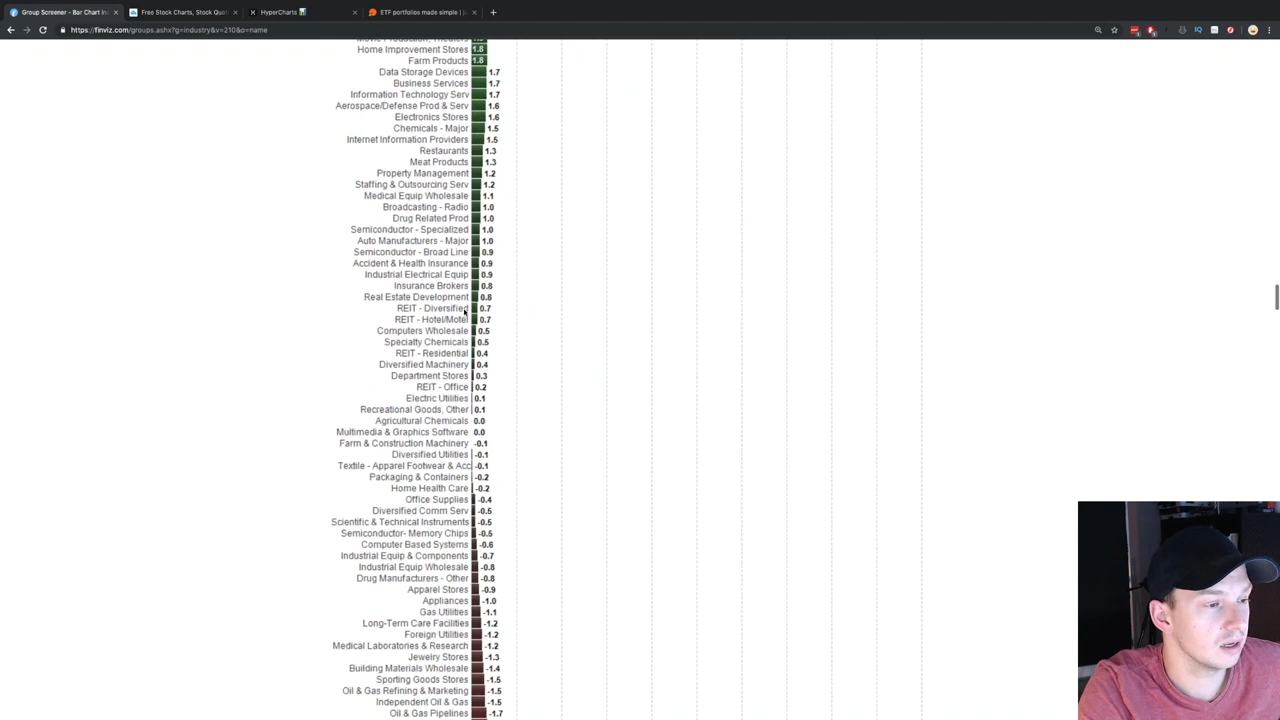 Group Screener - Bar Chart In
Free Stock Charts, Stock Quot
HyperCharts
ETF portfolios made simple | ju
https://finviz.com/groups.ashx?g=industry&v=210&o=name
Home Improvement Stores 1.8
Farm Products 1.8
Data Storage Devices 1.7
Business Services 1.7
Information Technology Serv 1.7
Aerospace/Defense Prod & Serv 1.6
Electronics Stores 1.6
Chemicals - Major 1.5
Internet Information Providers 1.5
Restaurants 1.3
Meat Products 1.3
Property Management 1.2
Staffing & Outsourcing Serv 1.2
Medical Equip Wholesale 1.1
Broadcasting - Radio 1.0
Drug Related Prod 1.0
Semiconductor - Specialized 1.0
Auto Manufacturers - Major 1.0
Semiconductor - Broad Line 0.9
Accident & Health Insurance 0.9
Industrial Electrical Equip 0.9
Insurance Brokers 0.8
Real Estate Development 0.8
REIT - Diversified 0.7
REIT - Hotel/Motel 0.7
Computers Wholesale 0.5
Specialty Chemicals 0.5
REIT - Residential 0.4
Diversified Machinery 0.4
Department Stores 0.3
REIT - Office 0.2
Electric Utilities 0.1
Recreational Goods, Other 0.1
Agricultural Chemicals 0.0
Multimedia & Graphics Software 0.0
Farm & Construction Machinery -0.1
Diversified Utilities -0.1
Textile - Apparel Footwear & Acc -0.1
Packaging & Containers -0.2
Home Health Care -0.2
Office Supplies -0.4
Diversified Comm Serv -0.5
Scientific & Technical Instruments -0.5
Semiconductor- Memory Chips -0.5
Computer Based Systems -0.6
Industrial Equip & Components -0.7
Industrial Equip Wholesale -0.8
Drug Manufacturers - Other -0.8
Apparel Stores -0.9
Appliances -1.0
Gas Utilities -1.1
Long-Term Care Facilities -1.2
Foreign Utilities -1.2
Medical Laboratories & Research -1.2
Jewelry Stores -1.3
Building Materials Wholesale -1.4
Sporting Goods Stores -1.5
Oil & Gas Refining & Marketing -1.5
Independent Oil & Gas -1.5
Oil & Gas Pipelines -1.7